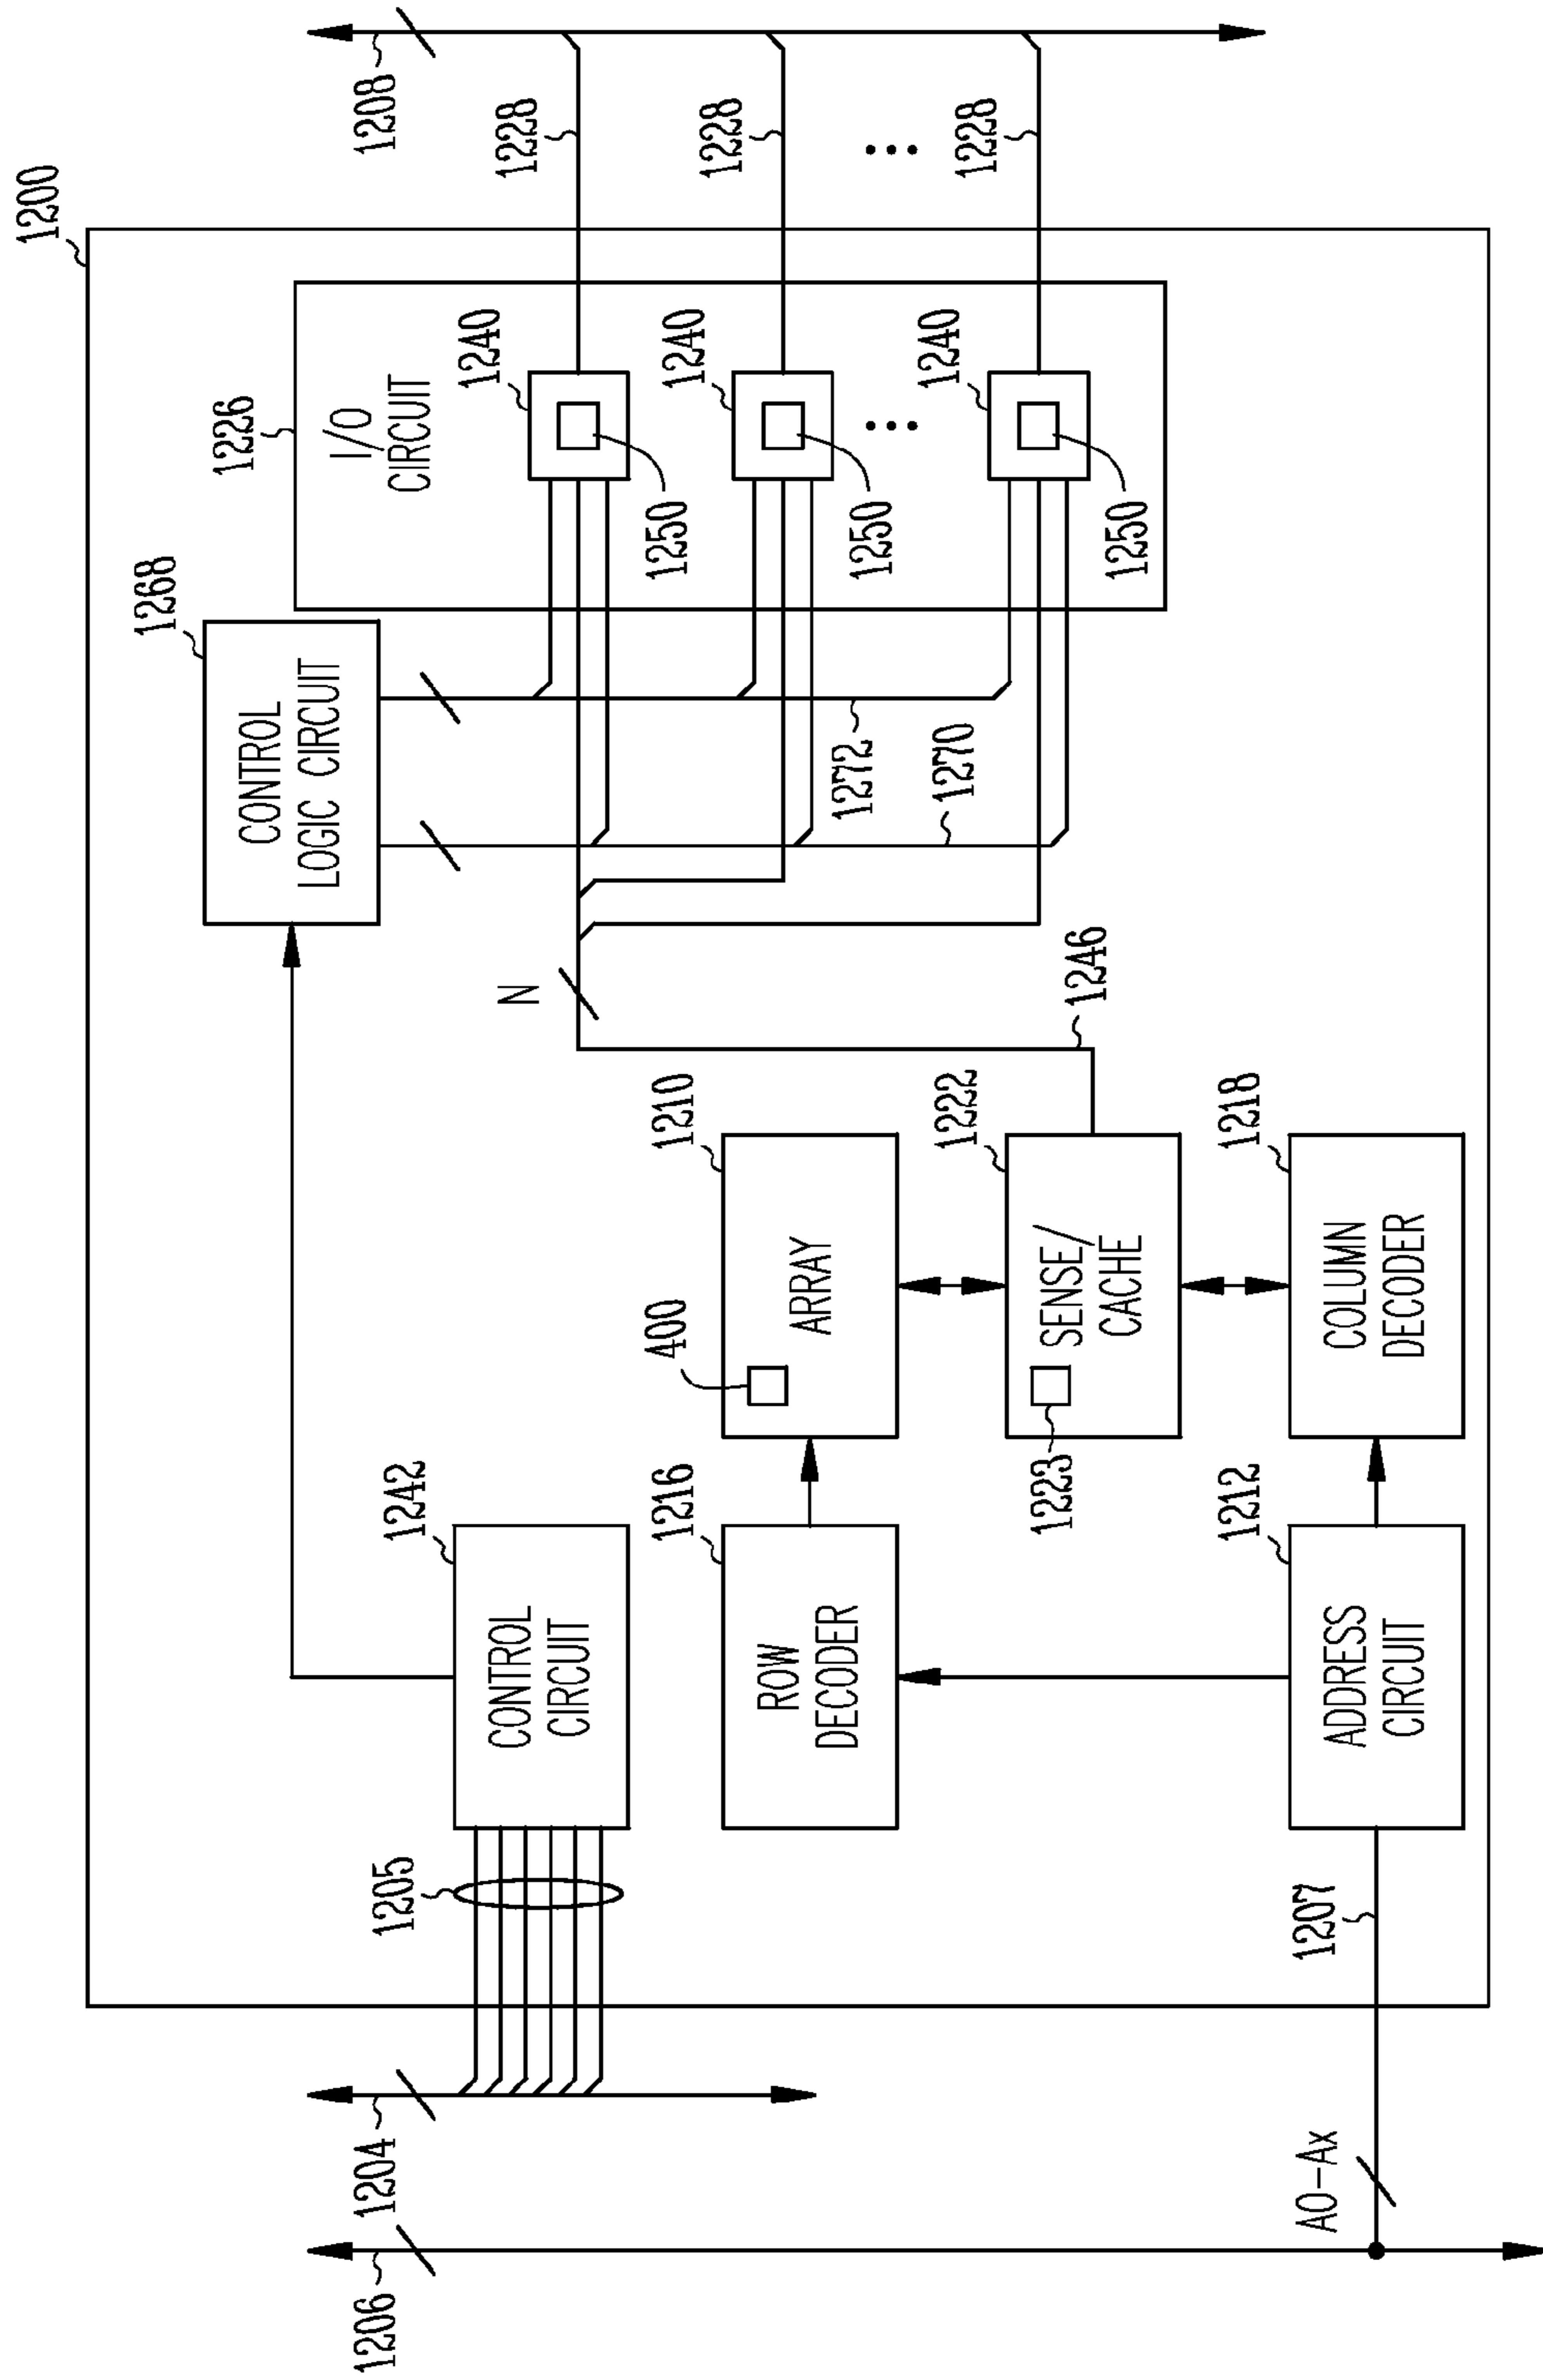 1200
1208
1268
1226
CONTROL
LOGIC CIRCUIT
I/O
CIRCUIT
1240
1228
1250
1240
1228
1250
1240
1228
1250
1272
1270
N
1246
1242
CONTROL
CIRCUIT
1205
1204
1206
1216
ROW
DECODER
1210
400
ARRAY
1222
1223
SENSE/
CACHE
1218
COLUMN
DECODER
1212
ADDRESS
CIRCUIT
1207
A0-Ax